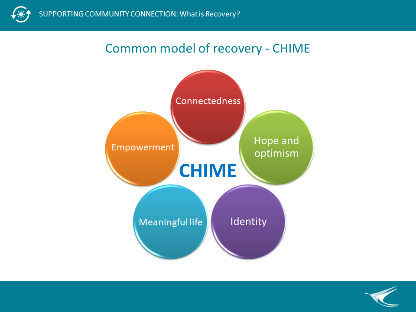 SUPPORTING COMMUNITY CONNECTION: What is Recovery?
Common model of recovery - CHIME
Connectedness
Hope and
optimism
Identity
Meaningful life
Empowerment
CHIME